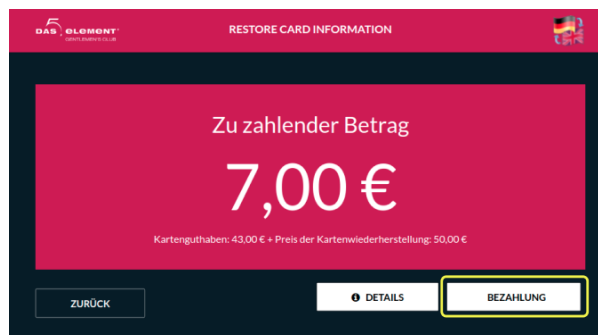 DAS 5 ELEMENT
GENTLEMEN'S CLUB
RESTORE CARD INFORMATION
Zu zahlender Betrag
7,00 €
Kartenguthaben: 43,00 € + Preis der Kartenwiederherstellung: 50,00 €
ZURÜCK
DETAILS
BEZAHLUNG